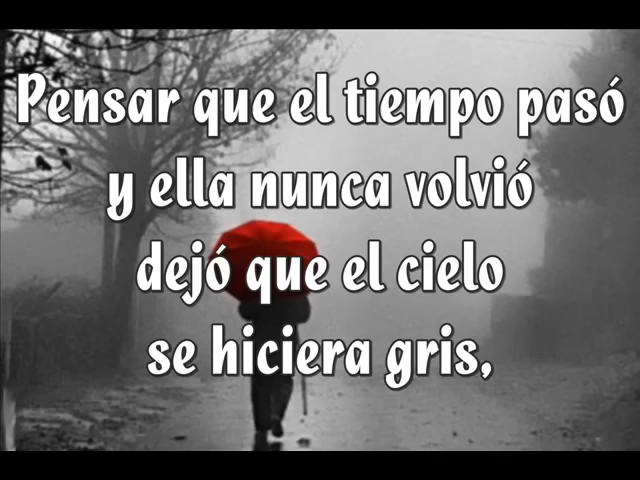 Pensar que el tiempo pasó
y ella nunca volvió
dejó que el cielo
se hiciera gris,